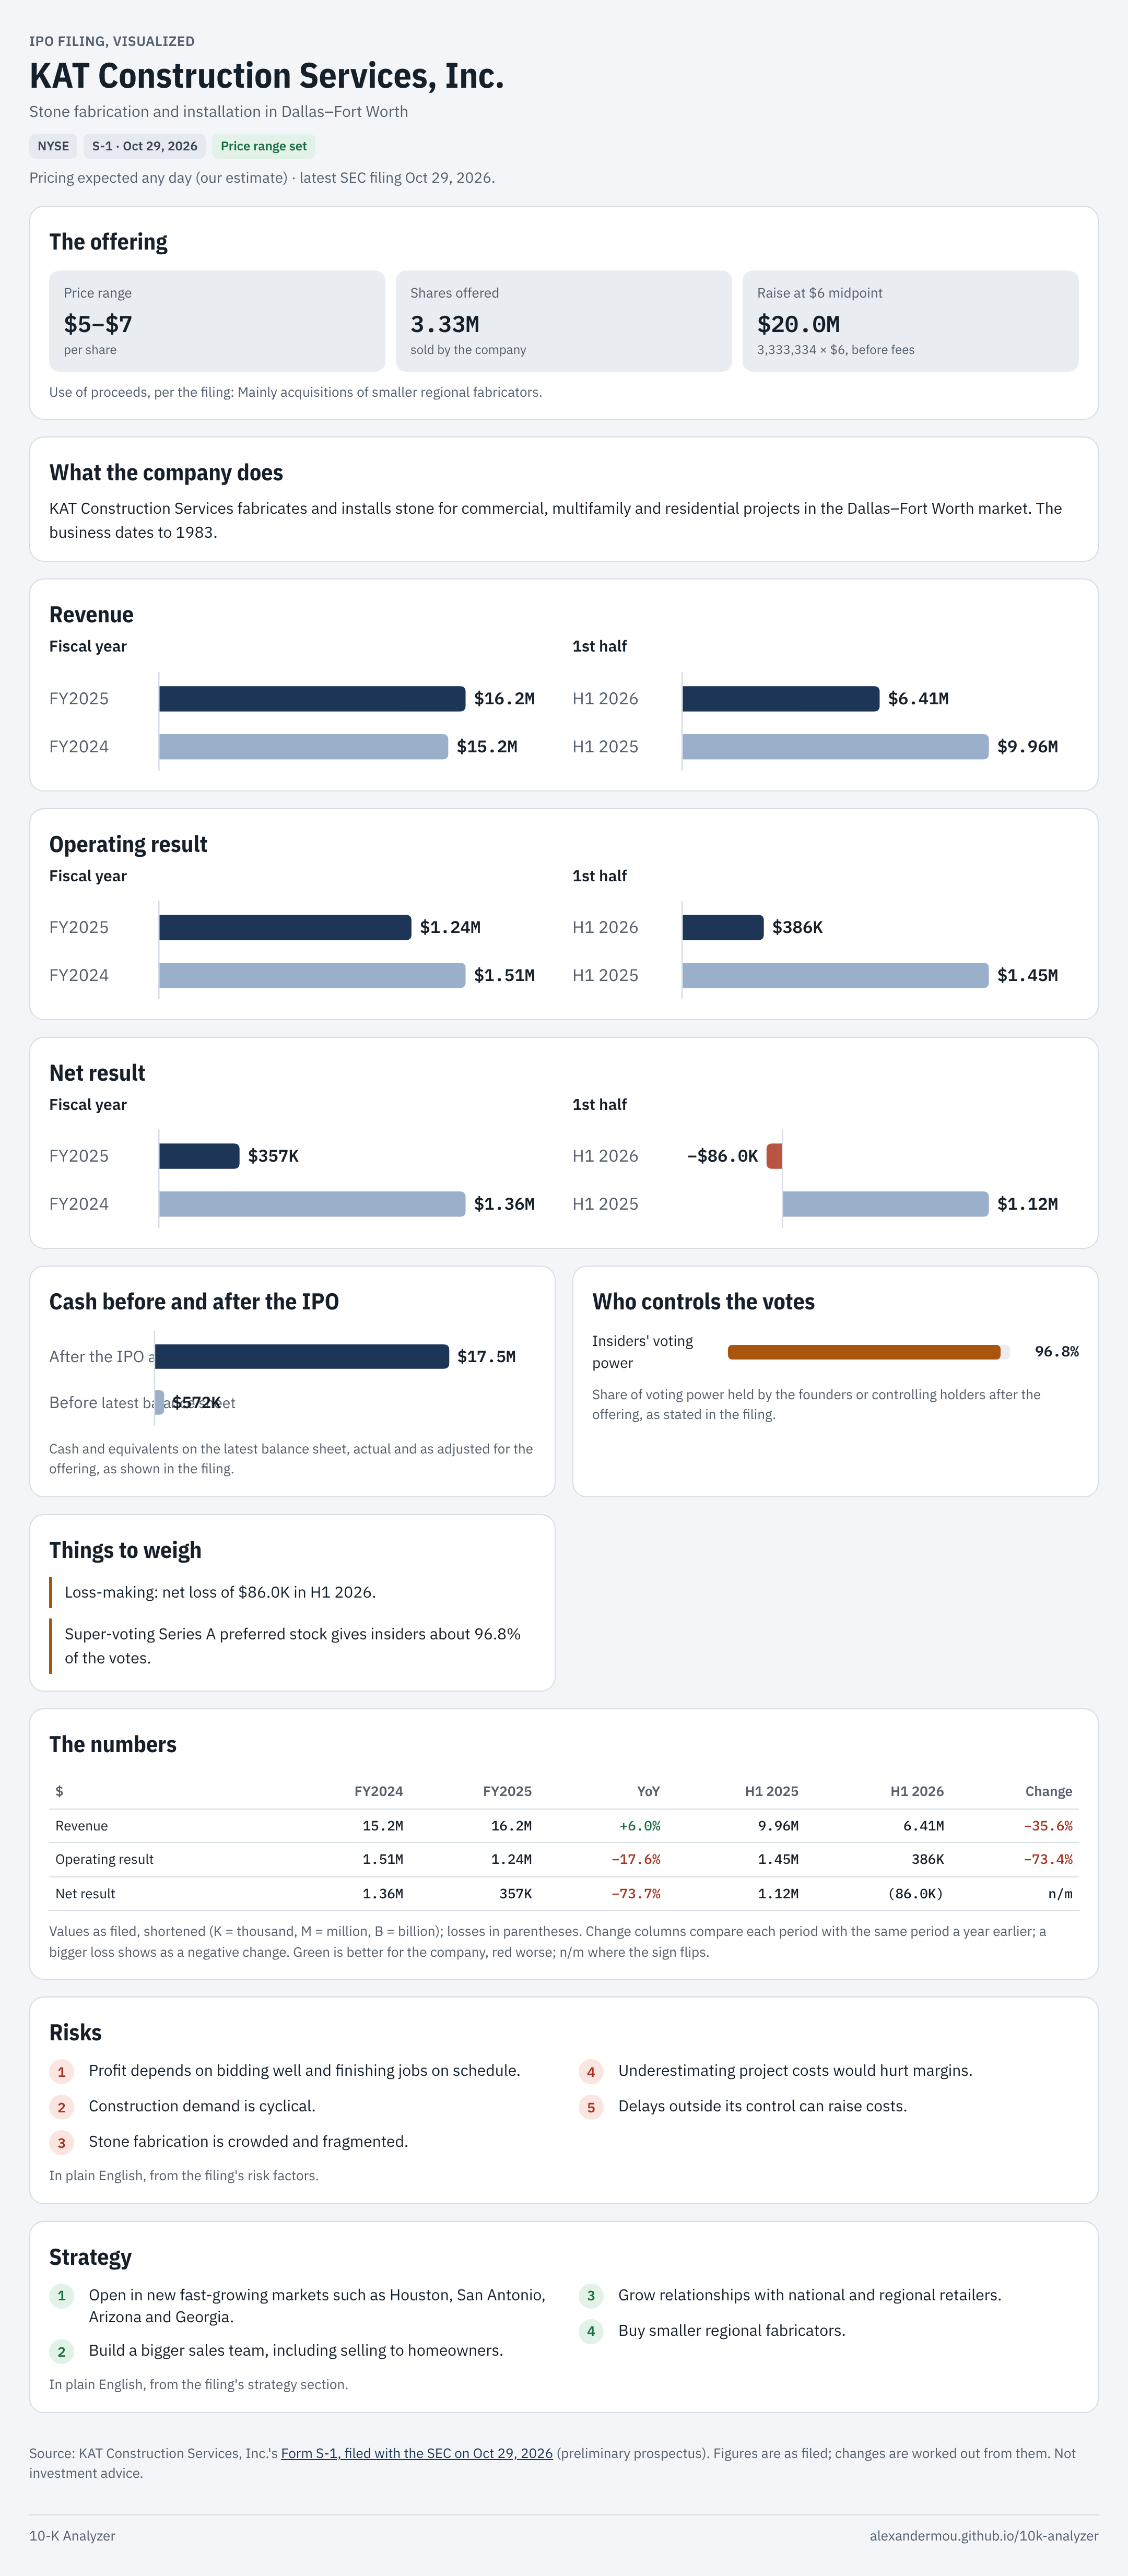 IPO FILING, VISUALIZED
KAT Construction Services, Inc.
Stone fabrication and installation in Dallas–Fort Worth
NYSE
S-1 · Oct 29, 2026
Price range set
Pricing expected any day (our estimate) · latest SEC filing Oct 29, 2026.
The offering
Price range
$5–$7
per share
Shares offered
3.33M
sold by the company
Raise at $6 midpoint
$20.0M
3,333,334 × $6, before fees
Use of proceeds, per the filing: Mainly acquisitions of smaller regional fabricators.
What the company does
KAT Construction Services fabricates and installs stone for commercial, multifamily and residential projects in the Dallas–Fort Worth market. The
business dates to 1983.
Revenue
Fiscal year
FY2025 $16.2M
FY2024 $15.2M
1st half
H1 2026 $6.41M
H1 2025 $9.96M
Operating result
Fiscal year
FY2025 $1.24M
FY2024 $1.51M
1st half
H1 2026 $386K
H1 2025 $1.45M
Net result
Fiscal year
FY2025 $357K
FY2024 $1.36M
1st half
H1 2026 −$86.0K
H1 2025 $1.12M
Cash before and after the IPO
After the IPO $17.5M
Before latest balance sheet $572K
Cash and equivalents on the latest balance sheet, actual and as adjusted for the
offering, as shown in the filing.
Who controls the votes
Insiders' voting
power
96.8%
Share of voting power held by the founders or controlling holders after the
offering, as stated in the filing.
Things to weigh
Loss-making: net loss of $86.0K in H1 2026.
Super-voting Series A preferred stock gives insiders about 96.8%
of the votes.
The numbers
$ FY2024 FY2025 YoY H1 2025 H1 2026 Change
Revenue 15.2M 16.2M +6.0% 9.96M 6.41M −35.6%
Operating result 1.51M 1.24M −17.6% 1.45M 386K −73.4%
Net result 1.36M 357K −73.7% 1.12M (86.0K) n/m
Values as filed, shortened (K = thousand, M = million, B = billion); losses in parentheses. Change columns compare each period with the same period a year earlier; a
bigger loss shows as a negative change. Green is better for the company, red worse; n/m where the sign flips.
Risks
1 Profit depends on bidding well and finishing jobs on schedule.
2 Construction demand is cyclical.
3 Stone fabrication is crowded and fragmented.
4 Underestimating project costs would hurt margins.
5 Delays outside its control can raise costs.
In plain English, from the filing's risk factors.
Strategy
1 Open in new fast-growing markets such as Houston, San Antonio,
Arizona and Georgia.
2 Build a bigger sales team, including selling to homeowners.
3 Grow relationships with national and regional retailers.
4 Buy smaller regional fabricators.
In plain English, from the filing's strategy section.
Source: KAT Construction Services, Inc.'s Form S-1, filed with the SEC on Oct 29, 2026 (preliminary prospectus). Figures are as filed; changes are worked out from them. Not
investment advice.
10-K Analyzer
alexandermou.github.io/10k-analyzer